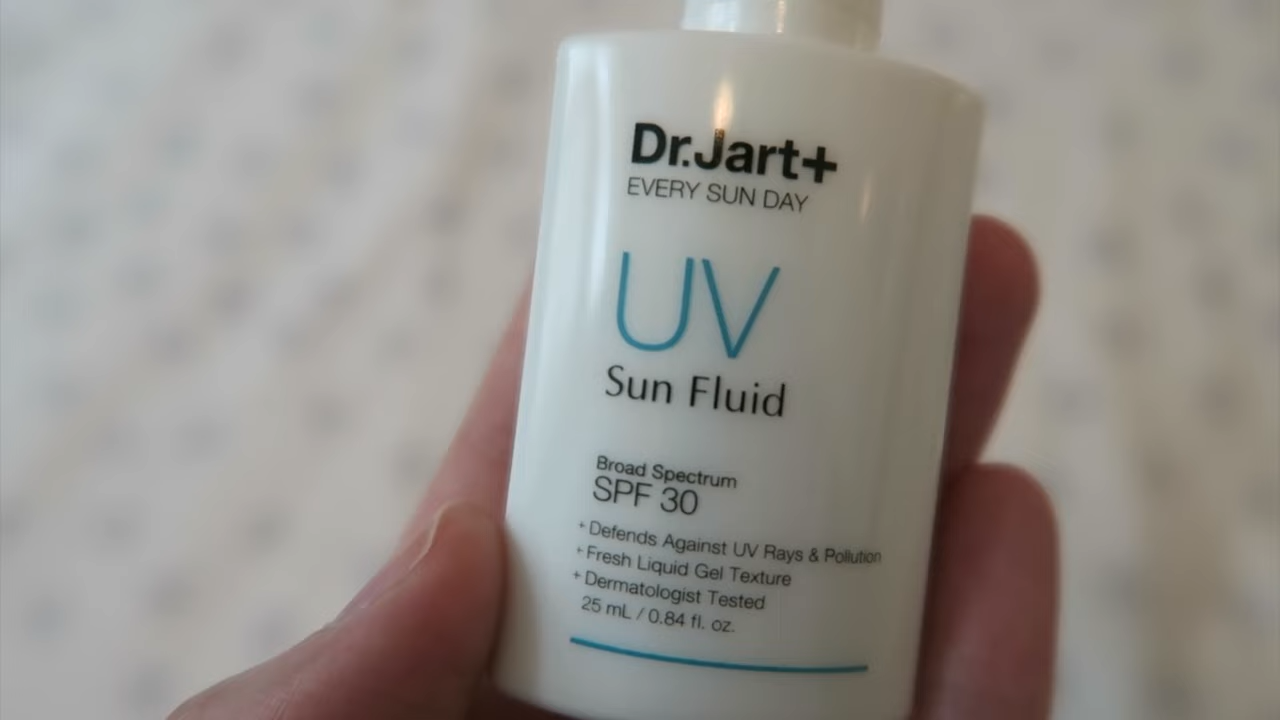 Dr.Jart+
EVERY SUN DAY
UV
Sun Fluid
Broad Spectrum
SPF 30
+ Defends Against UV Rays & Pollution
+ Fresh Liquid Gel Texture
+ Dermatologist Tested
25 mL / 0.84 fl. oz.